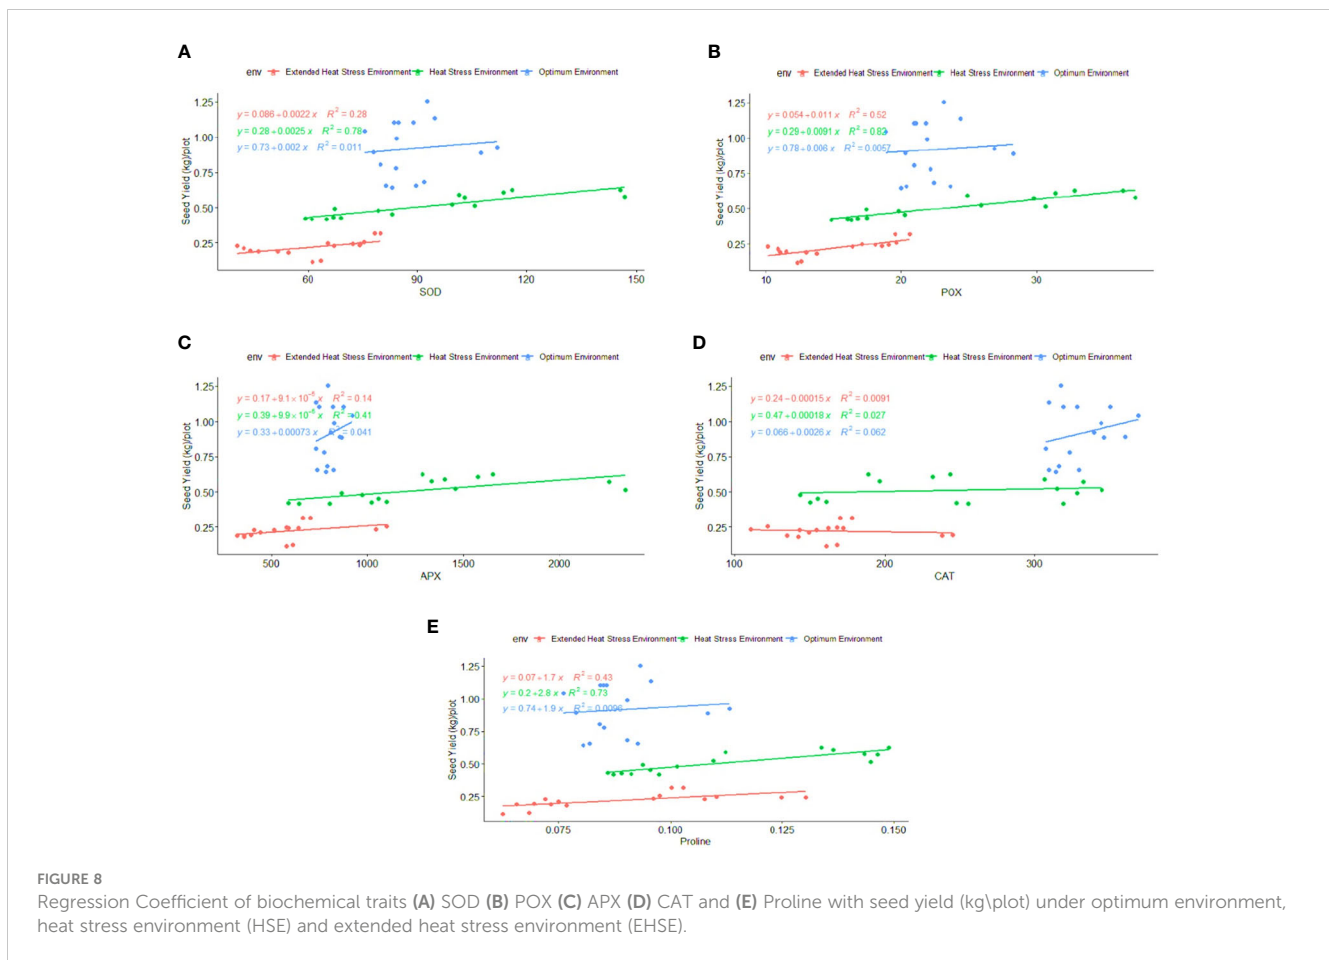 A
env Extended Heat Stress Environment Heat Stress Environment Optimum Environment
y = 0.086+0.0022 x R² = 0.28
y = 0.28+0.0025 x R² = 0.78
y = 0.73+0.002 x R² = 0.011
Seed Yield (kg)/plot
1.25
1.00
0.75
0.50
0.25
60 90 120 150
SOD
B
env Extended Heat Stress Environment Heat Stress Environment Optimum Environment
y = 0.054+0.011 x R² = 0.52
y = 0.29+0.0091 x R² = 0.82
y = 0.78+0.006 x R² = 0.0057
Seed Yield (kg)/plot
1.25
1.00
0.75
0.50
0.25
10 20 30
POX
C
env Extended Heat Stress Environment Heat Stress Environment Optimum Environment
y = 0.17+9.1×10⁻⁵ x R² = 0.14
y = 0.39+9.9×10⁻⁵ x R² = 0.41
y = 0.33+0.00073 x R² = 0.041
Seed Yield (kg)/plot
1.25
1.00
0.75
0.50
0.25
500 1000 1500 2000
APX
D
env Extended Heat Stress Environment Heat Stress Environment Optimum Environment
y = 0.24−0.00015 x R² = 0.0091
y = 0.47+0.00018 x R² = 0.027
y = 0.066+0.0026 x R² = 0.062
Seed Yield (kg)/plot
1.25
1.00
0.75
0.50
0.25
100 200 300
CAT
E
env Extended Heat Stress Environment Heat Stress Environment Optimum Environment
y = 0.07+1.7 x R² = 0.43
y = 0.2+2.8 x R² = 0.73
y = 0.74+1.9 x R² = 0.0096
Seed Yield (kg)/plot
1.25
1.00
0.75
0.50
0.25
0.075 0.100 0.125 0.150
Proline
FIGURE 8
Regression Coefficient of biochemical traits (A) SOD (B) POX (C) APX (D) CAT and (E) Proline with seed yield (kg\plot) under optimum environment,
heat stress environment (HSE) and extended heat stress environment (EHSE).